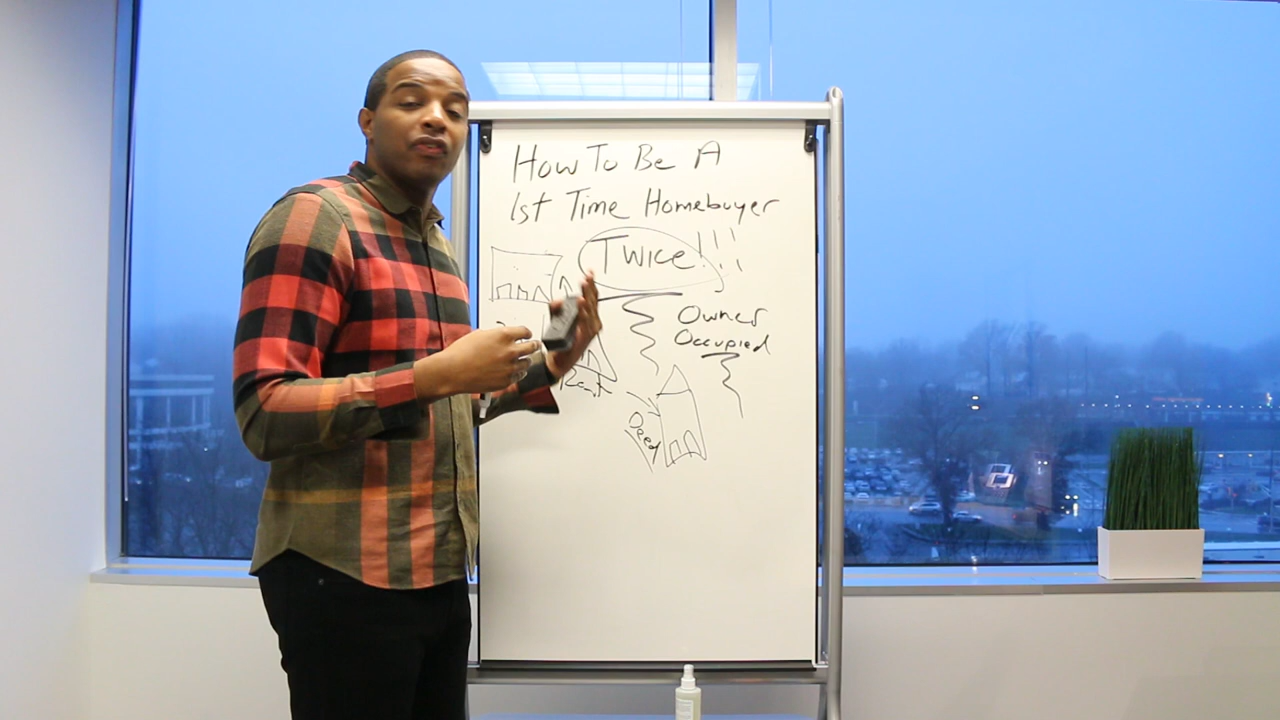 How To Be A
1st Time Homebuyer
Twice!!!
Owner
Occupied
Rent
Deed